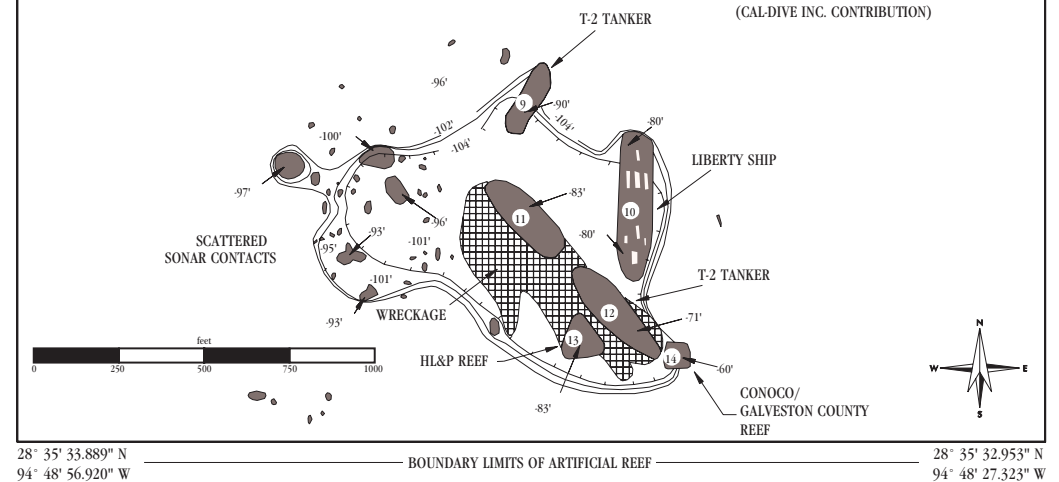 (CAL-DIVE INC. CONTRIBUTION)
T-2 TANKER
-96'
9
-90'
-102'
-104'
-104'
-100'
-80'
LIBERTY SHIP
-97'
-96'
-83'
10
11
-93'
-80'
SCATTERED
SONAR CONTACTS
-95'
-101'
-101'
T-2 TANKER
WRECKAGE
-93'
12
-71'
13
HL&P REEF
14
-60'
-83'
feet
0 250 500 750 1000
CONOCO/
GALVESTON COUNTY
REEF
N
W E
S
28° 35' 33.889" N
94° 48' 56.920" W
BOUNDARY LIMITS OF ARTIFICIAL REEF
28° 35' 32.953" N
94° 48' 27.323" W